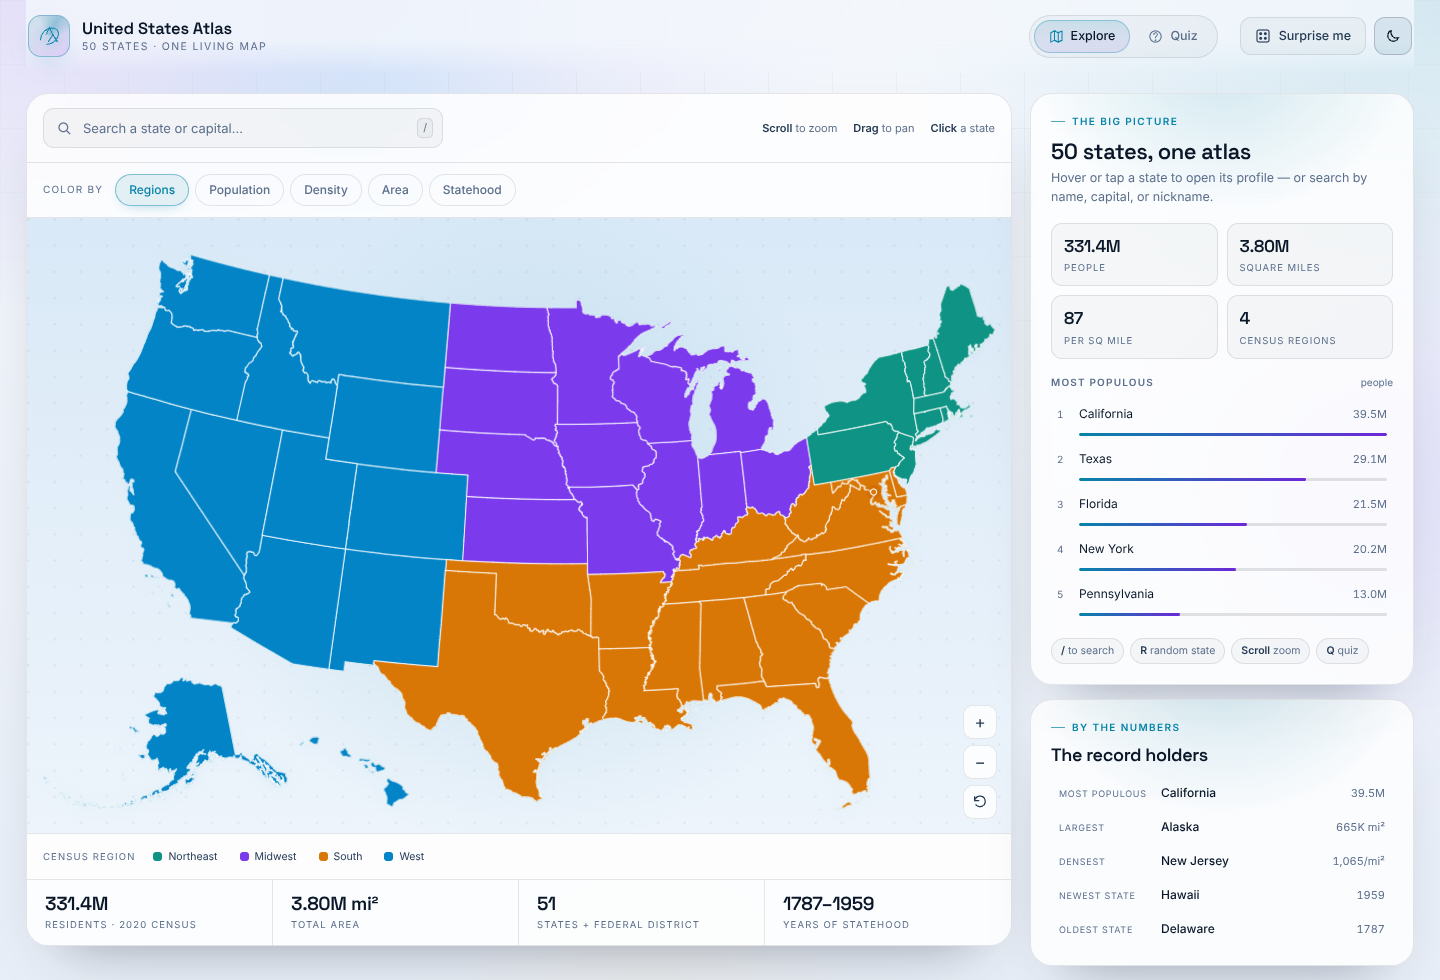 United States Atlas
50 STATES · ONE LIVING MAP
Explore
Quiz
Surprise me
Search a state or capital...
/
Scroll to zoom
Drag to pan
Click a state
COLOR BY
Regions
Population
Density
Area
Statehood
+
−
CENSUS REGION
Northeast
Midwest
South
West
331.4M
RESIDENTS · 2020 CENSUS
3.80M mi²
TOTAL AREA
51
STATES + FEDERAL DISTRICT
1787–1959
YEARS OF STATEHOOD
THE BIG PICTURE
50 states, one atlas
Hover or tap a state to open its profile — or search by
name, capital, or nickname.
331.4M
PEOPLE
3.80M
SQUARE MILES
87
PER SQ MILE
4
CENSUS REGIONS
MOST POPULOUS
people
1 California 39.5M
2 Texas 29.1M
3 Florida 21.5M
4 New York 20.2M
5 Pennsylvania 13.0M
/ to search
R random state
Scroll zoom
Q quiz
BY THE NUMBERS
The record holders
MOST POPULOUS California 39.5M
LARGEST Alaska 665K mi²
DENSEST New Jersey 1,065/mi²
NEWEST STATE Hawaii 1959
OLDEST STATE Delaware 1787